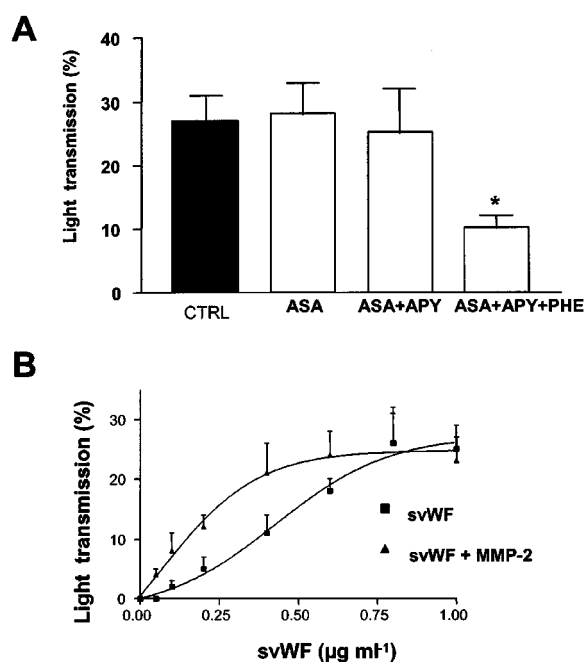 A
Light transmission (%)
40
30
20
10
0
*
CTRL ASA ASA+APY ASA+APY+PHE
B
Light transmission (%)
30
20
10
0
svWF
svWF + MMP-2
0.00 0.25 0.50 0.75 1.00
svWF (µg ml-1)